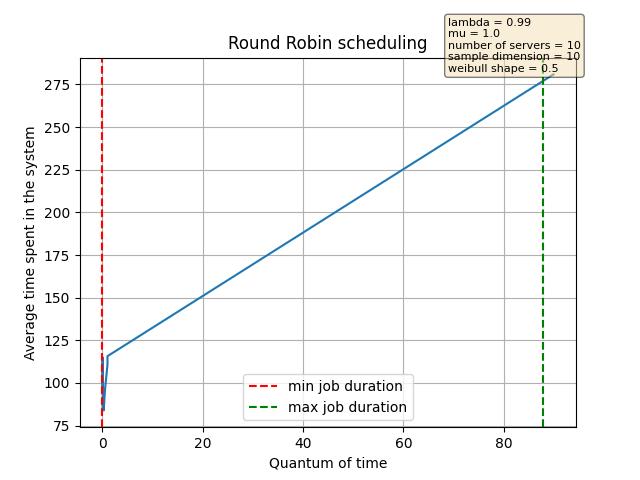 lambda = 0.99
mu = 1.0
number of servers = 10
sample dimension = 10
weibull shape = 0.5
Round Robin scheduling
Average time spent in the system
275
250
225
200
175
150
125
100
75
min job duration
max job duration
0 20 40 60 80
Quantum of time